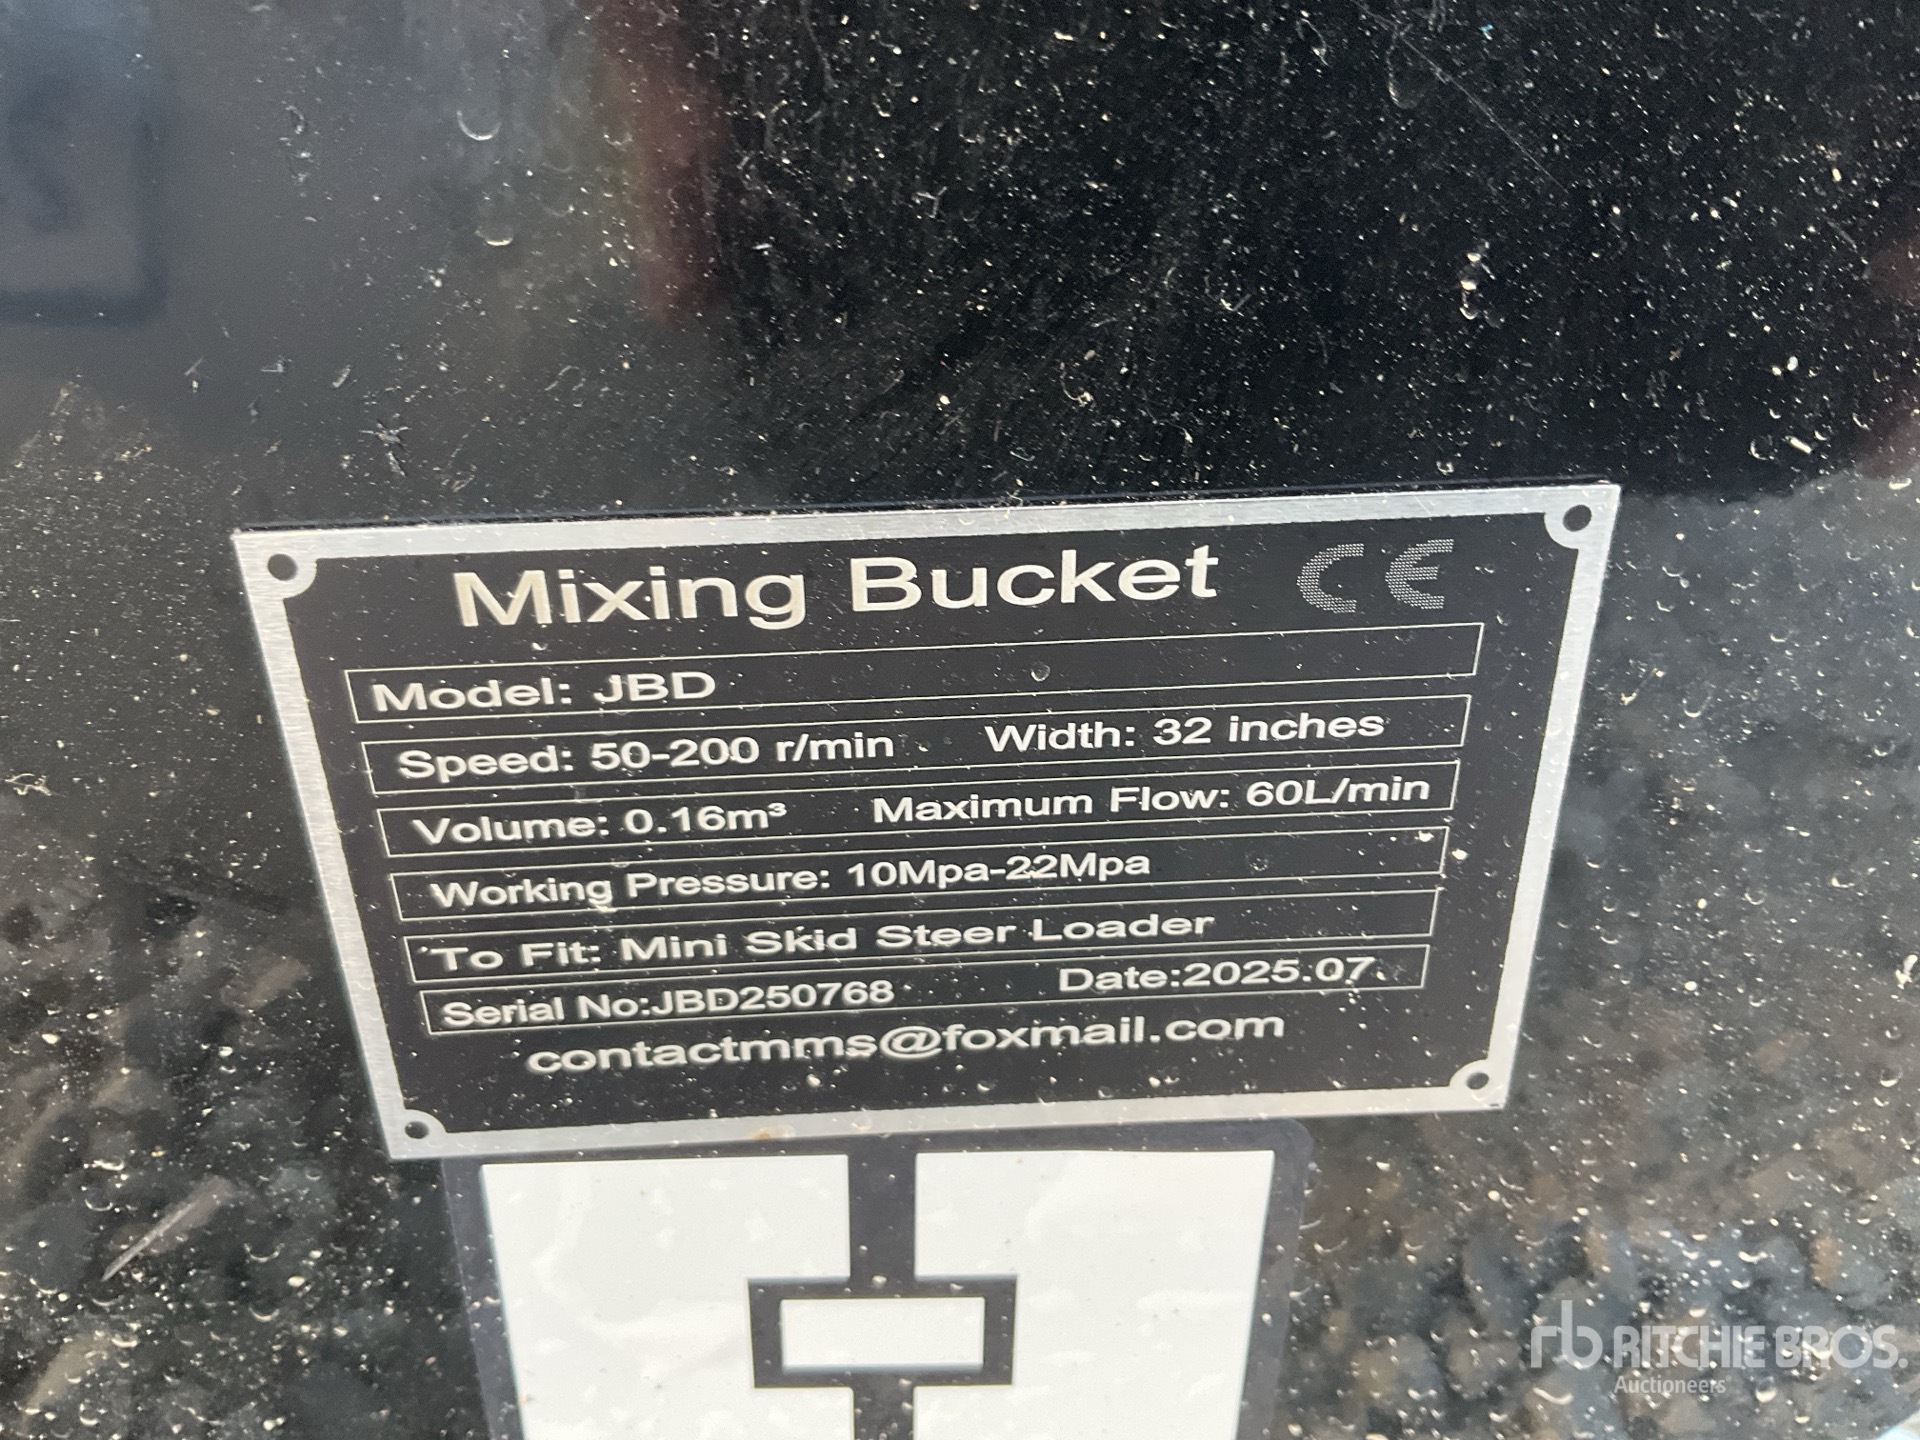 Mixing Bucket CE
Model: JBD
Speed: 50-200 r/min Width: 32 inches
Volume: 0.16m³ Maximum Flow: 60L/min
Working Pressure: 10Mpa-22Mpa
To Fit: Mini Skid Steer Loader
Serial No:JBD250768 Date:2025.07
contactmms@foxmail.com
rb RITCHIE BROS.
Auctioneers